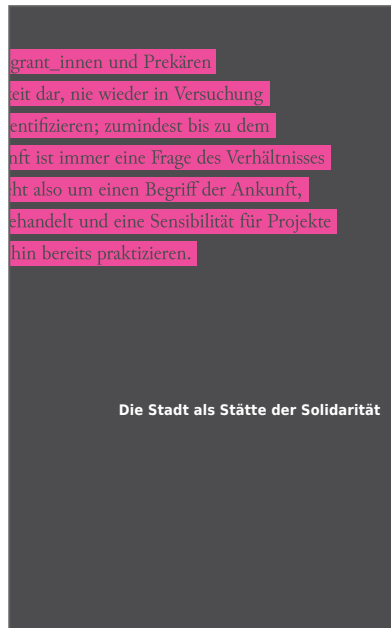 grant_innen und Prekären
eit dar, nie wieder in Versuchung
entifizieren; zumindest bis zu dem
nft ist immer eine Frage des Verhältnisses
ht also um einen Begriff der Ankunft,
ehandelt und eine Sensibilität für Projekte
hin bereits praktizieren.
Die Stadt als Stätte der Solidarität